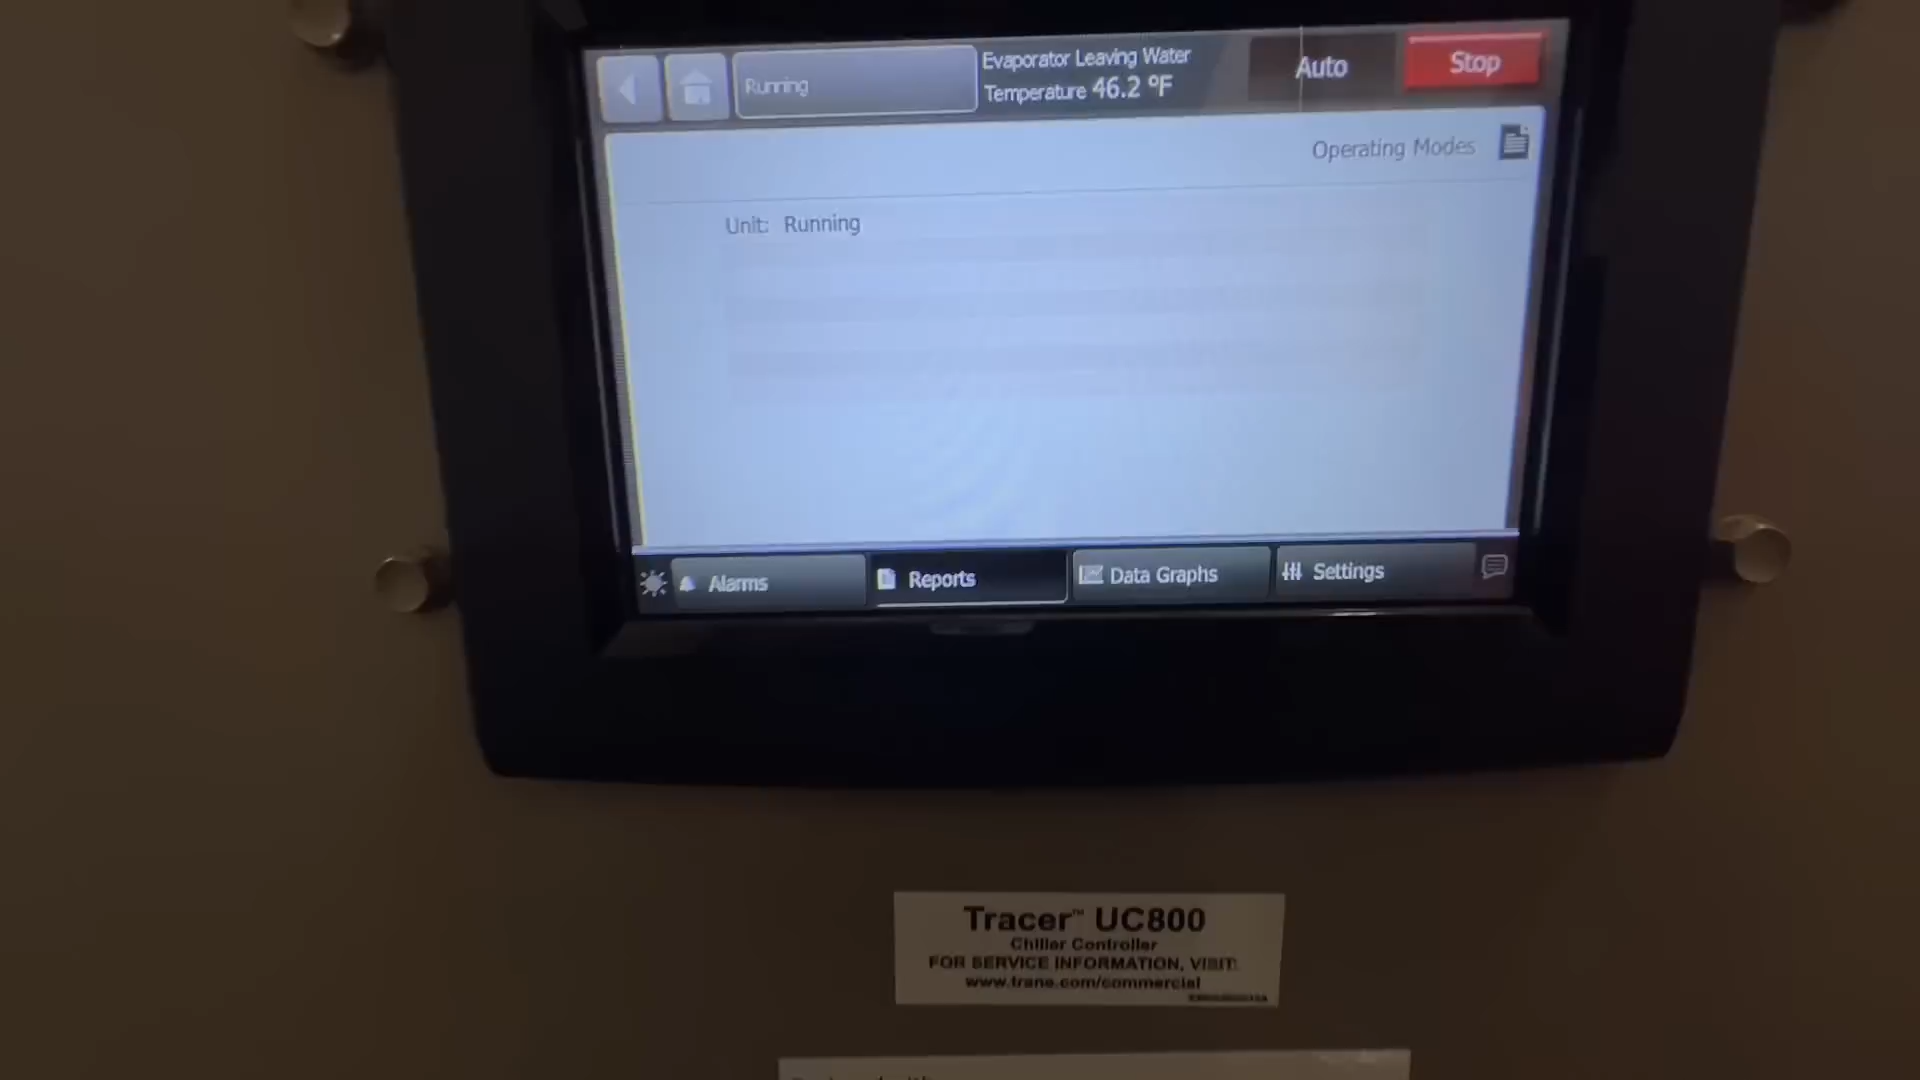 Running
Evaporator Leaving Water
Temperature 46.2 ºF
Auto
Stop
Operating Modes
Unit: Running
Alarms
Reports
Data Graphs
Settings
Tracer™ UC800
Chiller Controller
FOR SERVICE INFORMATION, VISIT:
www.trane.com/commercial